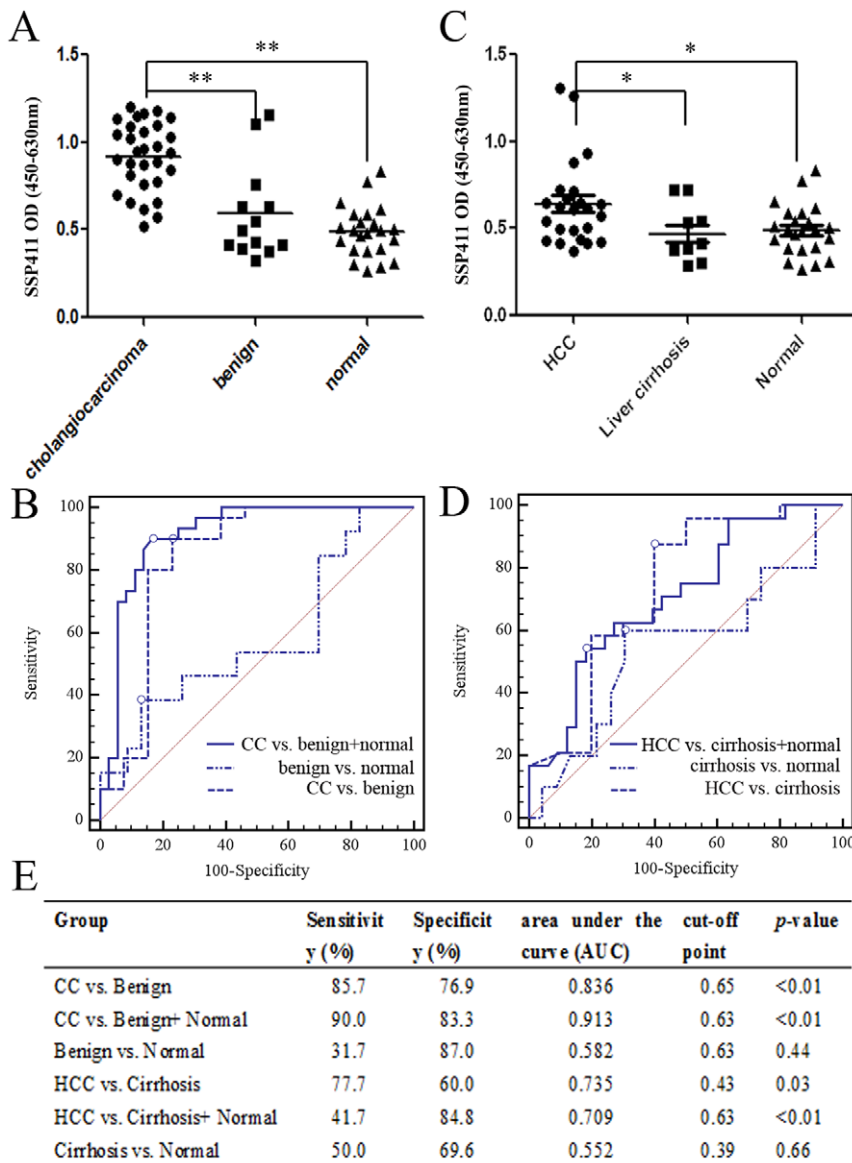 A
**
**
1.5
1.0
0.5
0.0
SSP411 OD (450-630nm)
cholangiocarcinoma
benign
normal
C
*
*
1.5
1.0
0.5
0.0
SSP411 OD (450-630nm)
HCC
Liver cirrhosis
Normal
B
100
80
60
40
20
0
Sensitivity
CC vs. benign+normal
benign vs. normal
CC vs. benign
0 20 40 60 80 100
100-Specificity
D
100
80
60
40
20
0
Sensitivity
HCC vs. cirrhosis+normal
cirrhosis vs. normal
HCC vs. cirrhosis
0 20 40 60 80 100
100-Specificity
E
Group Sensitivit Specificit area under the cut-off p-value
y (%) y (%) curve (AUC) point
CC vs. Benign 85.7 76.9 0.836 0.65 <0.01
CC vs. Benign+ Normal 90.0 83.3 0.913 0.63 <0.01
Benign vs. Normal 31.7 87.0 0.582 0.63 0.44
HCC vs. Cirrhosis 77.7 60.0 0.735 0.43 0.03
HCC vs. Cirrhosis+ Normal 41.7 84.8 0.709 0.63 <0.01
Cirrhosis vs. Normal 50.0 69.6 0.552 0.39 0.66